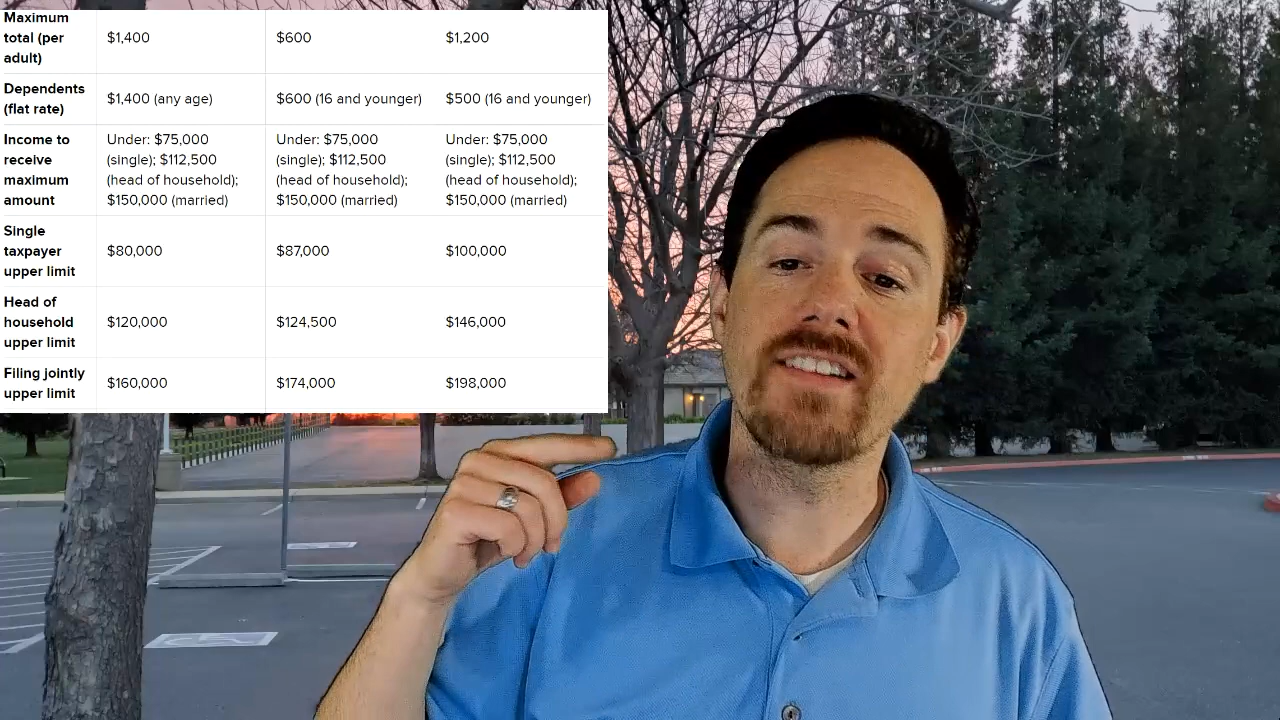 Maximum
total (per
adult)
$1,400
$600
$1,200
Dependents
(flat rate)
$1,400 (any age)
$600 (16 and younger)
$500 (16 and younger)
Income to
receive
maximum
amount
Under: $75,000
(single); $112,500
(head of household);
$150,000 (married)
Under: $75,000
(single); $112,500
(head of household);
$150,000 (married)
Under: $75,000
(single); $112,500
(head of household);
$150,000 (married)
Single
taxpayer
upper limit
$80,000
$87,000
$100,000
Head of
household
upper limit
$120,000
$124,500
$146,000
Filing jointly
upper limit
$160,000
$174,000
$198,000